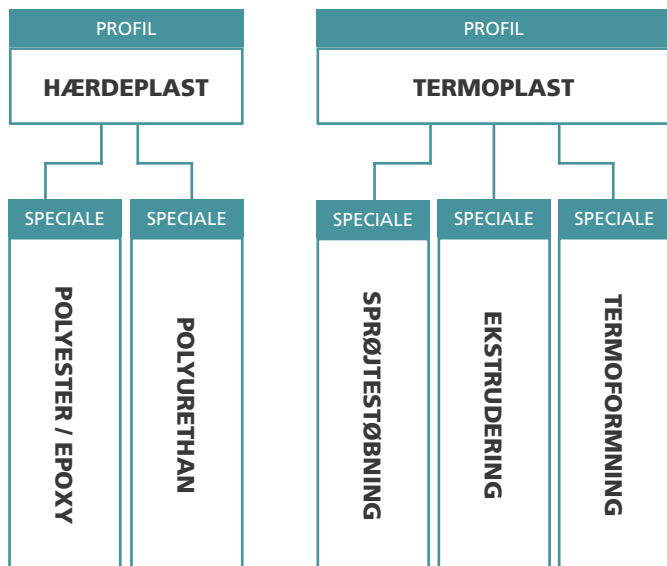 PROFIL
HÆRDEPLAST
SPECIALE
POLYESTER / EPOXY
SPECIALE
POLYURETHAN
PROFIL
TERMOPLAST
SPECIALE
SPRØJTESTØBNING
SPECIALE
EKSTRUDERING
SPECIALE
TERMOFORMNING